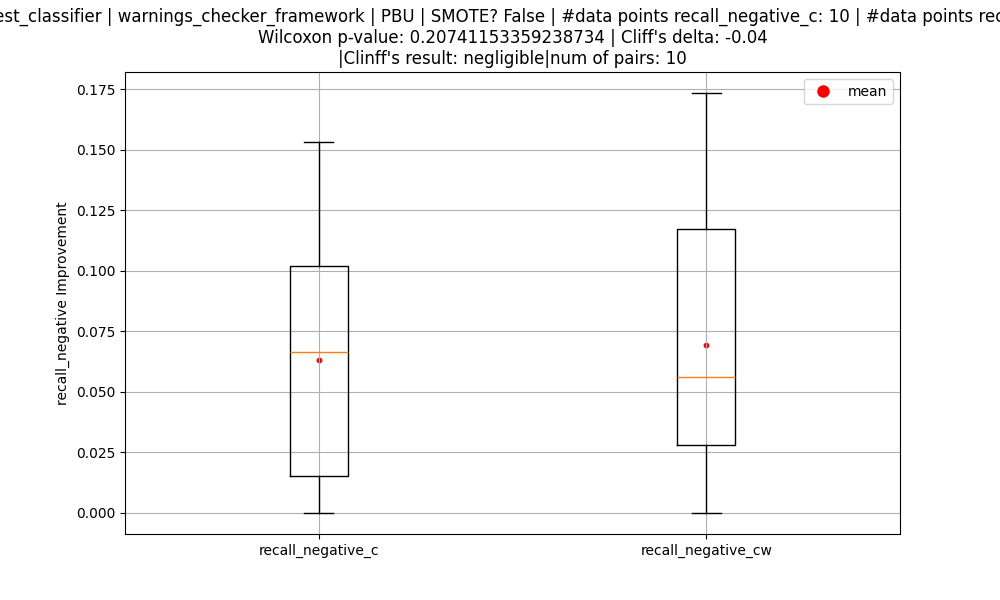 est_classifier | warnings_checker_framework | PBU | SMOTE? False | #data points recall_negative_c: 10 | #data points rec
Wilcoxon p-value: 0.20741153359238734 | Cliff's delta: -0.04
|Clinff's result: negligible|num of pairs: 10
mean
0.175
0.150
0.125
0.100
0.075
0.050
0.025
0.000
recall_negative Improvement
recall_negative_c
recall_negative_cw